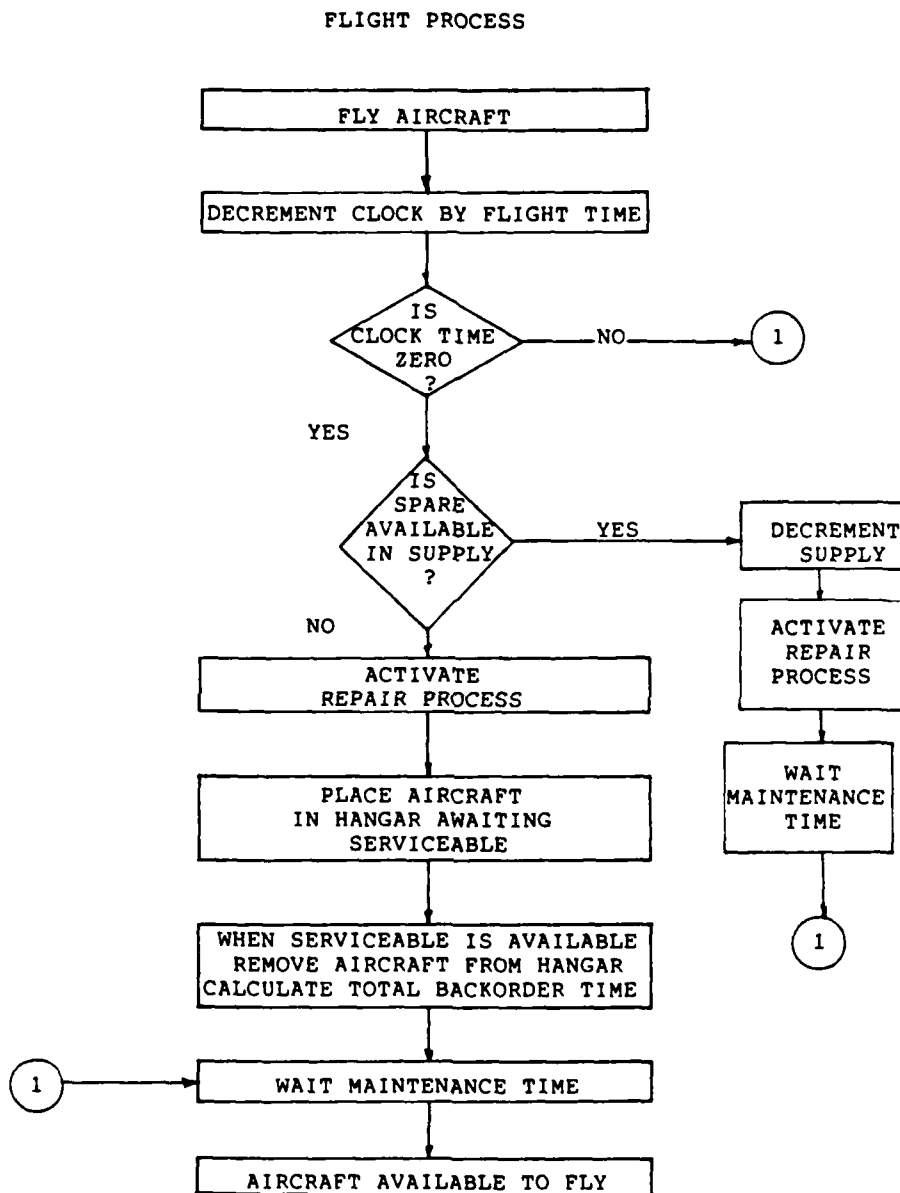 FLIGHT PROCESS
FLY AIRCRAFT
DECREMENT CLOCK BY FLIGHT TIME
IS
CLOCK TIME
ZERO
?
NO
1
YES
IS
SPARE
AVAILABLE
IN SUPPLY
?
YES
DECREMENT
SUPPLY
NO
ACTIVATE
REPAIR PROCESS
ACTIVATE
REPAIR
PROCESS
PLACE AIRCRAFT
IN HANGAR AWAITING
SERVICEABLE
WAIT
MAINTENANCE
TIME
1
WHEN SERVICEABLE IS AVAILABLE
REMOVE AIRCRAFT FROM HANGAR
CALCULATE TOTAL BACKORDER TIME
1
WAIT MAINTENANCE TIME
AIRCRAFT AVAILABLE TO FLY